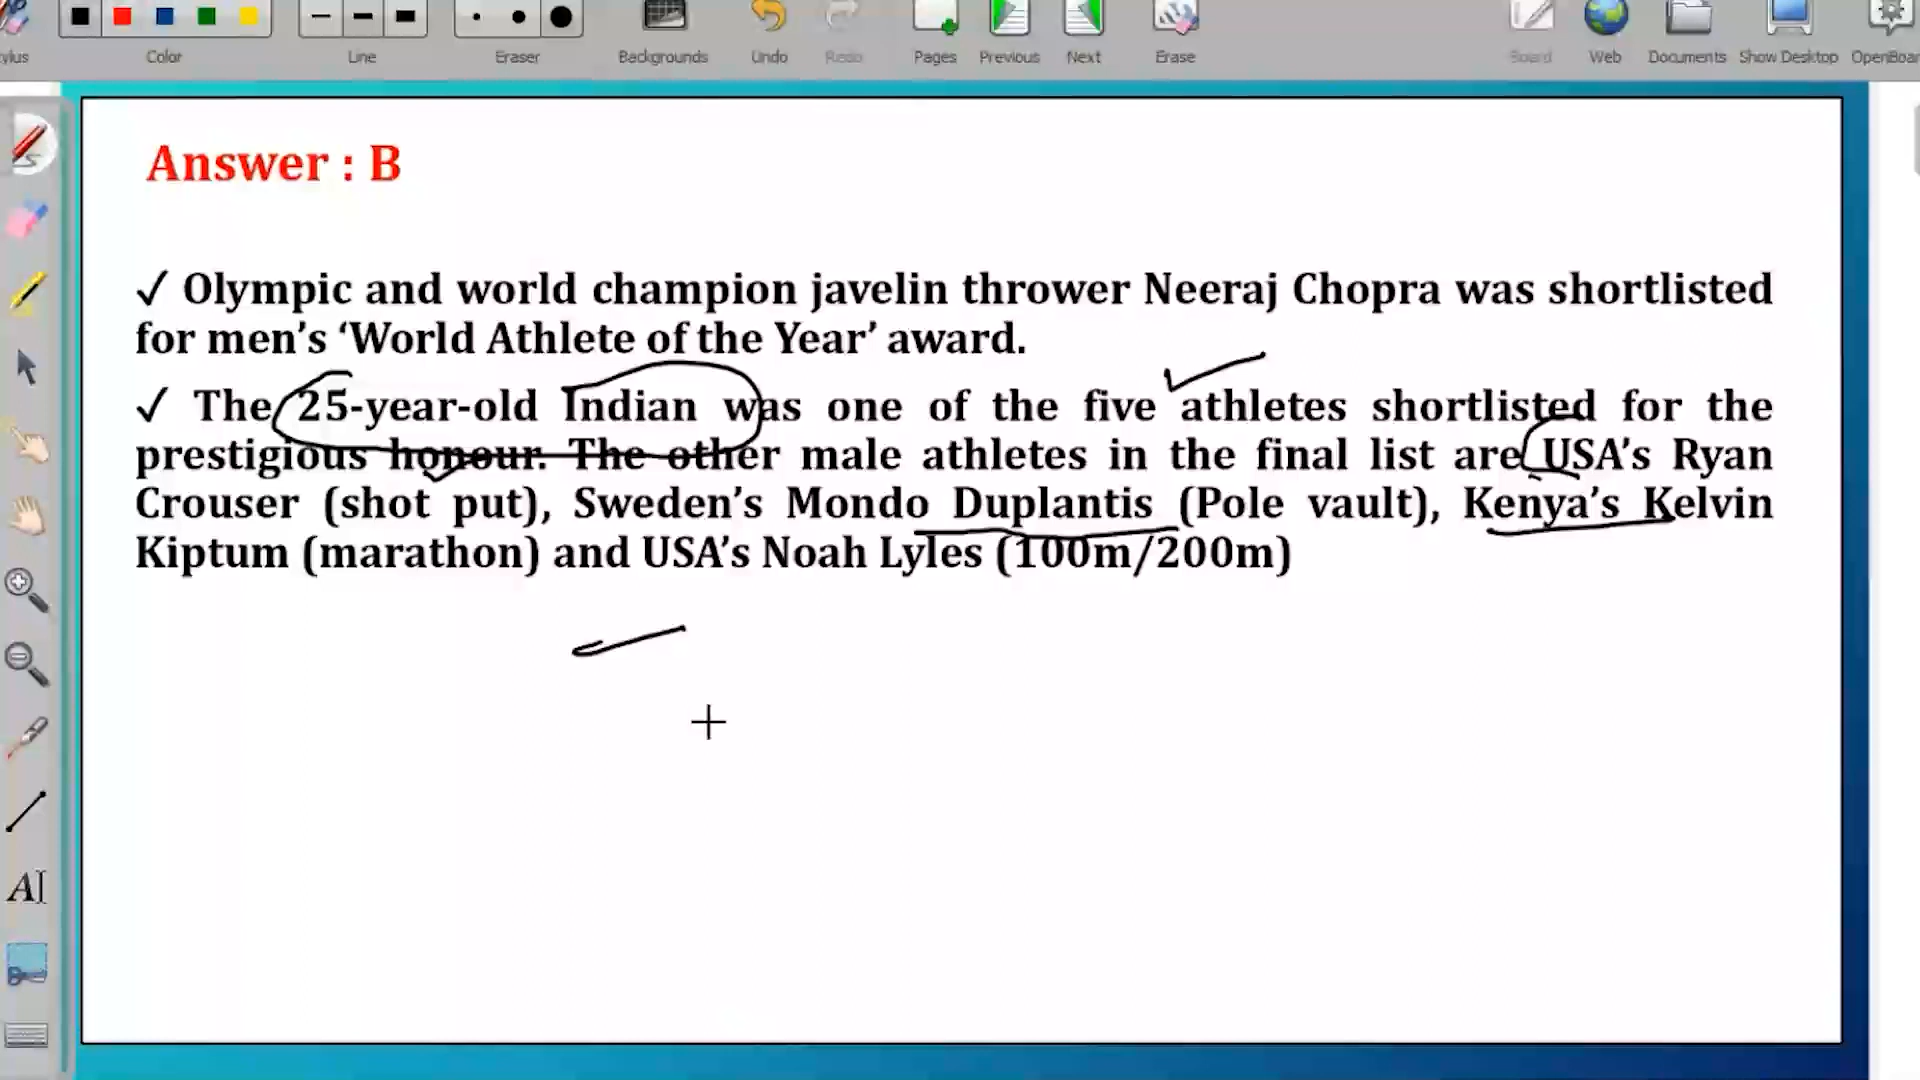 ylus
Color
Line
Eraser
Backgrounds
Undo
Redo
Pages
Previous
Next
Erase
Board
Web
Documents
Show Desktop
OpenBoar
Answer : B
✓ Olympic and world champion javelin thrower Neeraj Chopra was shortlisted
for men’s ‘World Athlete of the Year’ award.
✓ The 25-year-old Indian was one of the five athletes shortlisted for the
prestigious honour. The other male athletes in the final list are USA’s Ryan
Crouser (shot put), Sweden’s Mondo Duplantis (Pole vault), Kenya’s Kelvin
Kiptum (marathon) and USA’s Noah Lyles (100m/200m)
AI